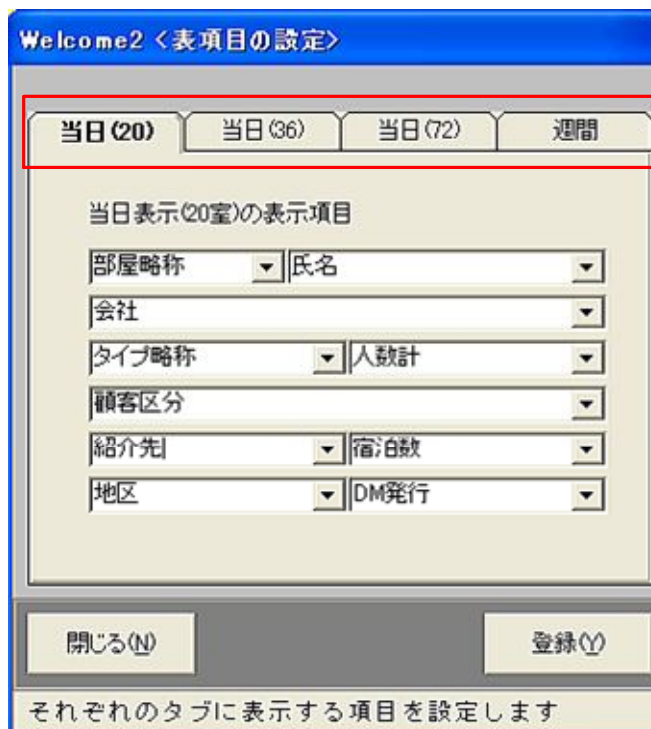 Welcome2 <表項目の設定>
当日(20) 当日(36) 当日(72) 週間
当日表示(20室)の表示項目
部屋略称 氏名
会社
タイプ略称 人数計
顧客区分
紹介先 宿泊数
地区 DM発行
閉じる(N) 登録(Y)
それぞれのタブに表示する項目を設定します